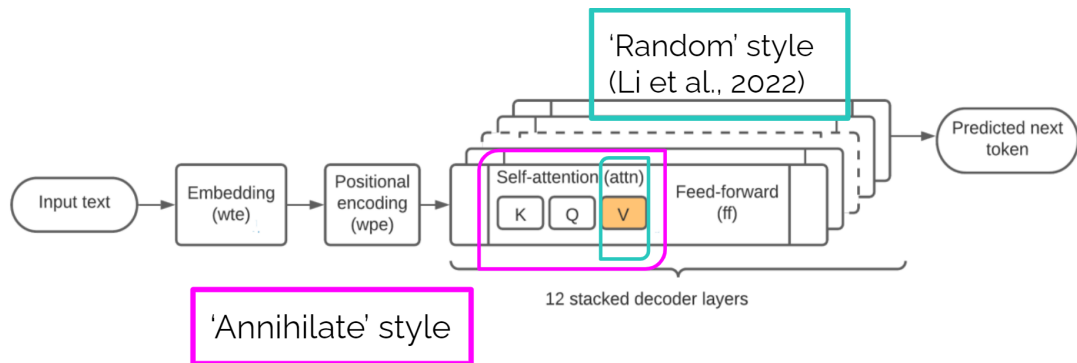 'Random' style
(Li et al., 2022)
Input text
Embedding
(wte)
Positional
encoding
(wpe)
Self-attention (attn)
K
Q
V
Feed-forward
(ff)
Predicted next
token
12 stacked decoder layers
'Annihilate' style